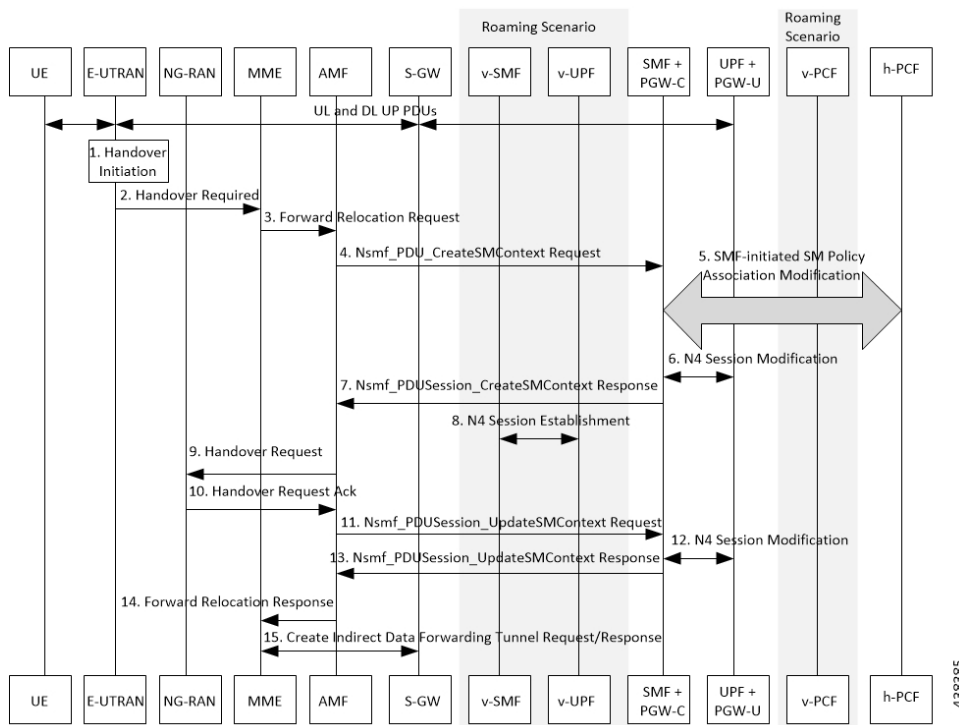 Roaming Scenario
Roaming
Scenario
UE
E-UTRAN
NG-RAN
MME
AMF
S-GW
v-SMF
v-UPF
SMF +
PGW-C
UPF +
PGW-U
v-PCF
h-PCF
UL and DL UP PDUs
1. Handover
Initiation
2. Handover Required
3. Forward Relocation Request
4. Nsmf_PDU_CreateSMContext Request
5. SMF-initiated SM Policy
Association Modification
6. N4 Session Modification
7. Nsmf_PDUSession_CreateSMContext Response
8. N4 Session Establishment
9. Handover Request
10. Handover Request Ack
11. Nsmf_PDUSession_UpdateSMContext Request
12. N4 Session Modification
13. Nsmf_PDUSession_UpdateSMContext Response
14. Forward Relocation Response
15. Create Indirect Data Forwarding Tunnel Request/Response
UE
E-UTRAN
NG-RAN
MME
AMF
S-GW
v-SMF
v-UPF
SMF +
PGW-C
UPF +
PGW-U
v-PCF
h-PCF
438385